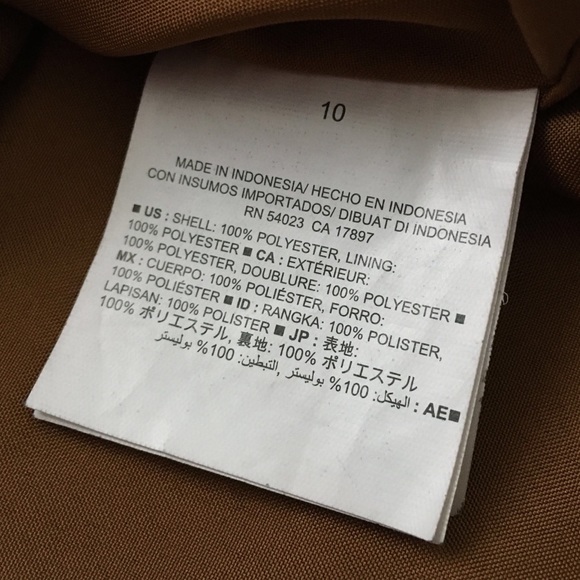 10
MADE IN INDONESIA/ HECHO EN INDONESIA
CON INSUMOS IMPORTADOS/ DIBUAT DI INDONESIA
RN 54023 CA 17897
■ US : SHELL: 100% POLYESTER, LINING:
100% POLYESTER ■ CA : EXTÉRIEUR:
100% POLYESTER, DOUBLURE: 100% POLYESTER ■
MX : CUERPO: 100% POLIÉSTER, FORRO:
100% POLIÉSTER ■ ID : RANGKA: 100% POLISTER,
LAPISAN: 100% POLISTER ■ JP : 表地:
100% ポリエステル, 裏地: 100% ポリエステル
■ AE : الهيكل: 100% بوليستر ,التبطين: 100% بوليستر